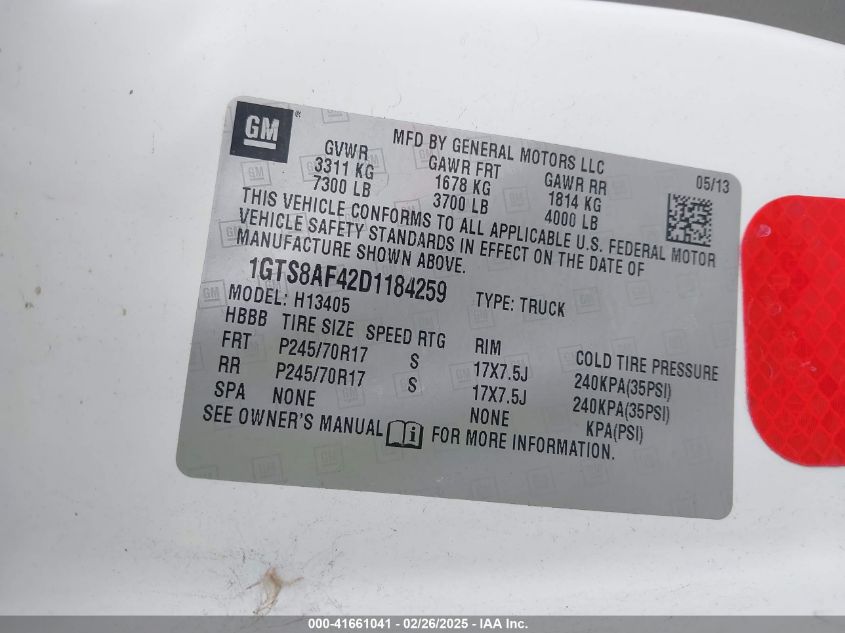 GM®
MFD BY GENERAL MOTORS LLC
05/13
GVWR GAWR FRT GAWR RR
3311 KG 1678 KG 1814 KG
7300 LB 3700 LB 4000 LB
THIS VEHICLE CONFORMS TO ALL APPLICABLE U.S. FEDERAL MOTOR
VEHICLE SAFETY STANDARDS IN EFFECT ON THE DATE OF
MANUFACTURE SHOWN ABOVE.
1GTS8AF42D1184259 TYPE: TRUCK
MODEL: H13405
HBBB TIRE SIZE SPEED RTG RIM COLD TIRE PRESSURE
FRT P245/70R17 S 17X7.5J 240KPA(35PSI)
RR P245/70R17 S 17X7.5J 240KPA(35PSI)
SPA NONE NONE KPA(PSI)
SEE OWNER'S MANUAL FOR MORE INFORMATION.
000-41661041 / 02/26/2025 - IAA Inc.